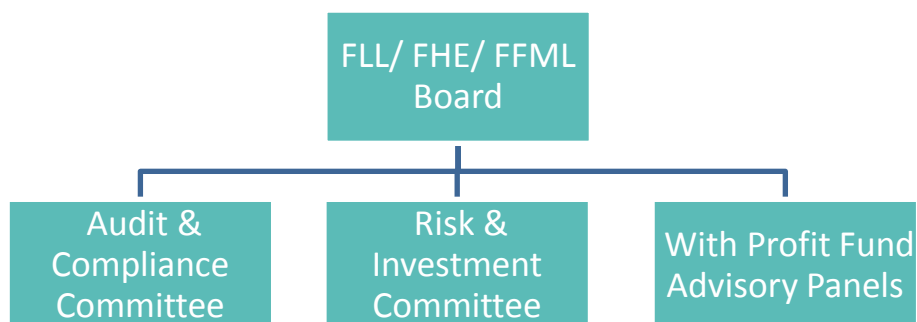 FLL/ FHE/ FFML
Board
Audit &
Compliance
Committee
Risk &
Investment
Committee
With Profit Fund
Advisory Panels